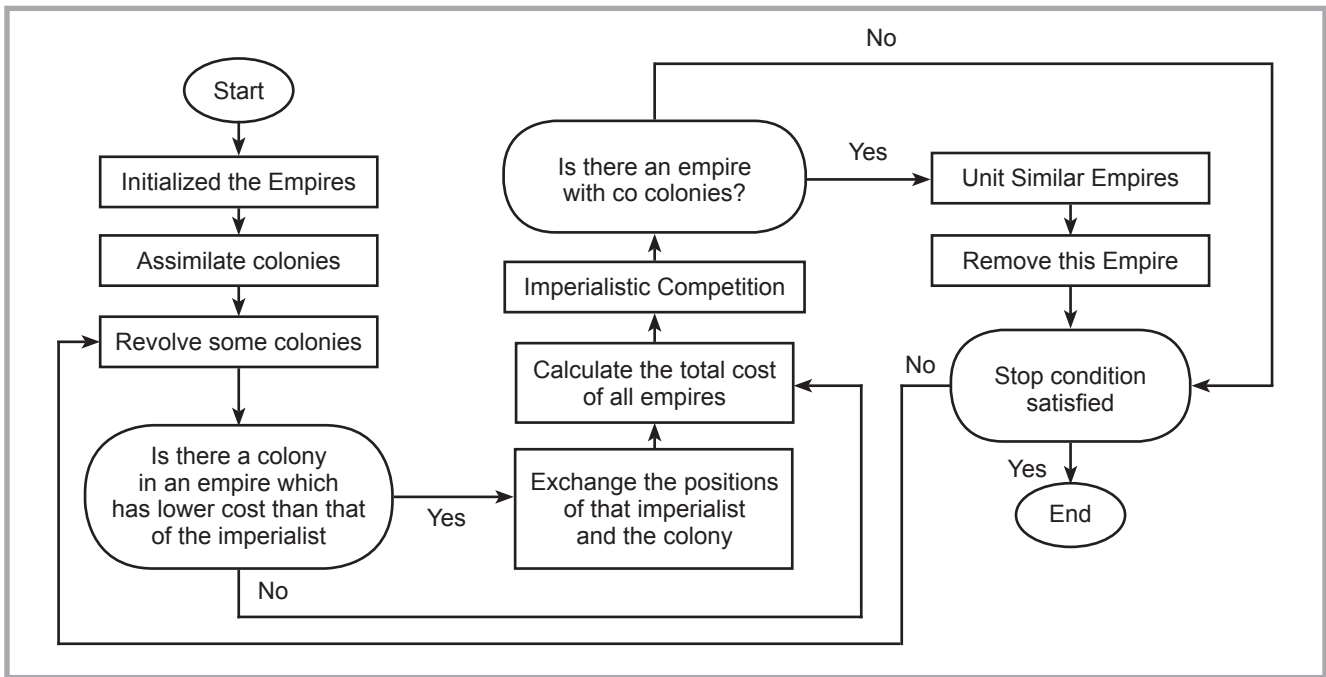 Start
Initialized the Empires
Assimilate colonies
Revolve some colonies
Is there a colony
in an empire which
has lower cost than that
of the imperialist
Yes
No
Exchange the positions
of that imperialist
and the colony
Calculate the total cost
of all empires
Imperialistic Competition
Is there an empire
with co colonies?
No
Yes
Unit Similar Empires
Remove this Empire
Stop condition
satisfied
No
Yes
End